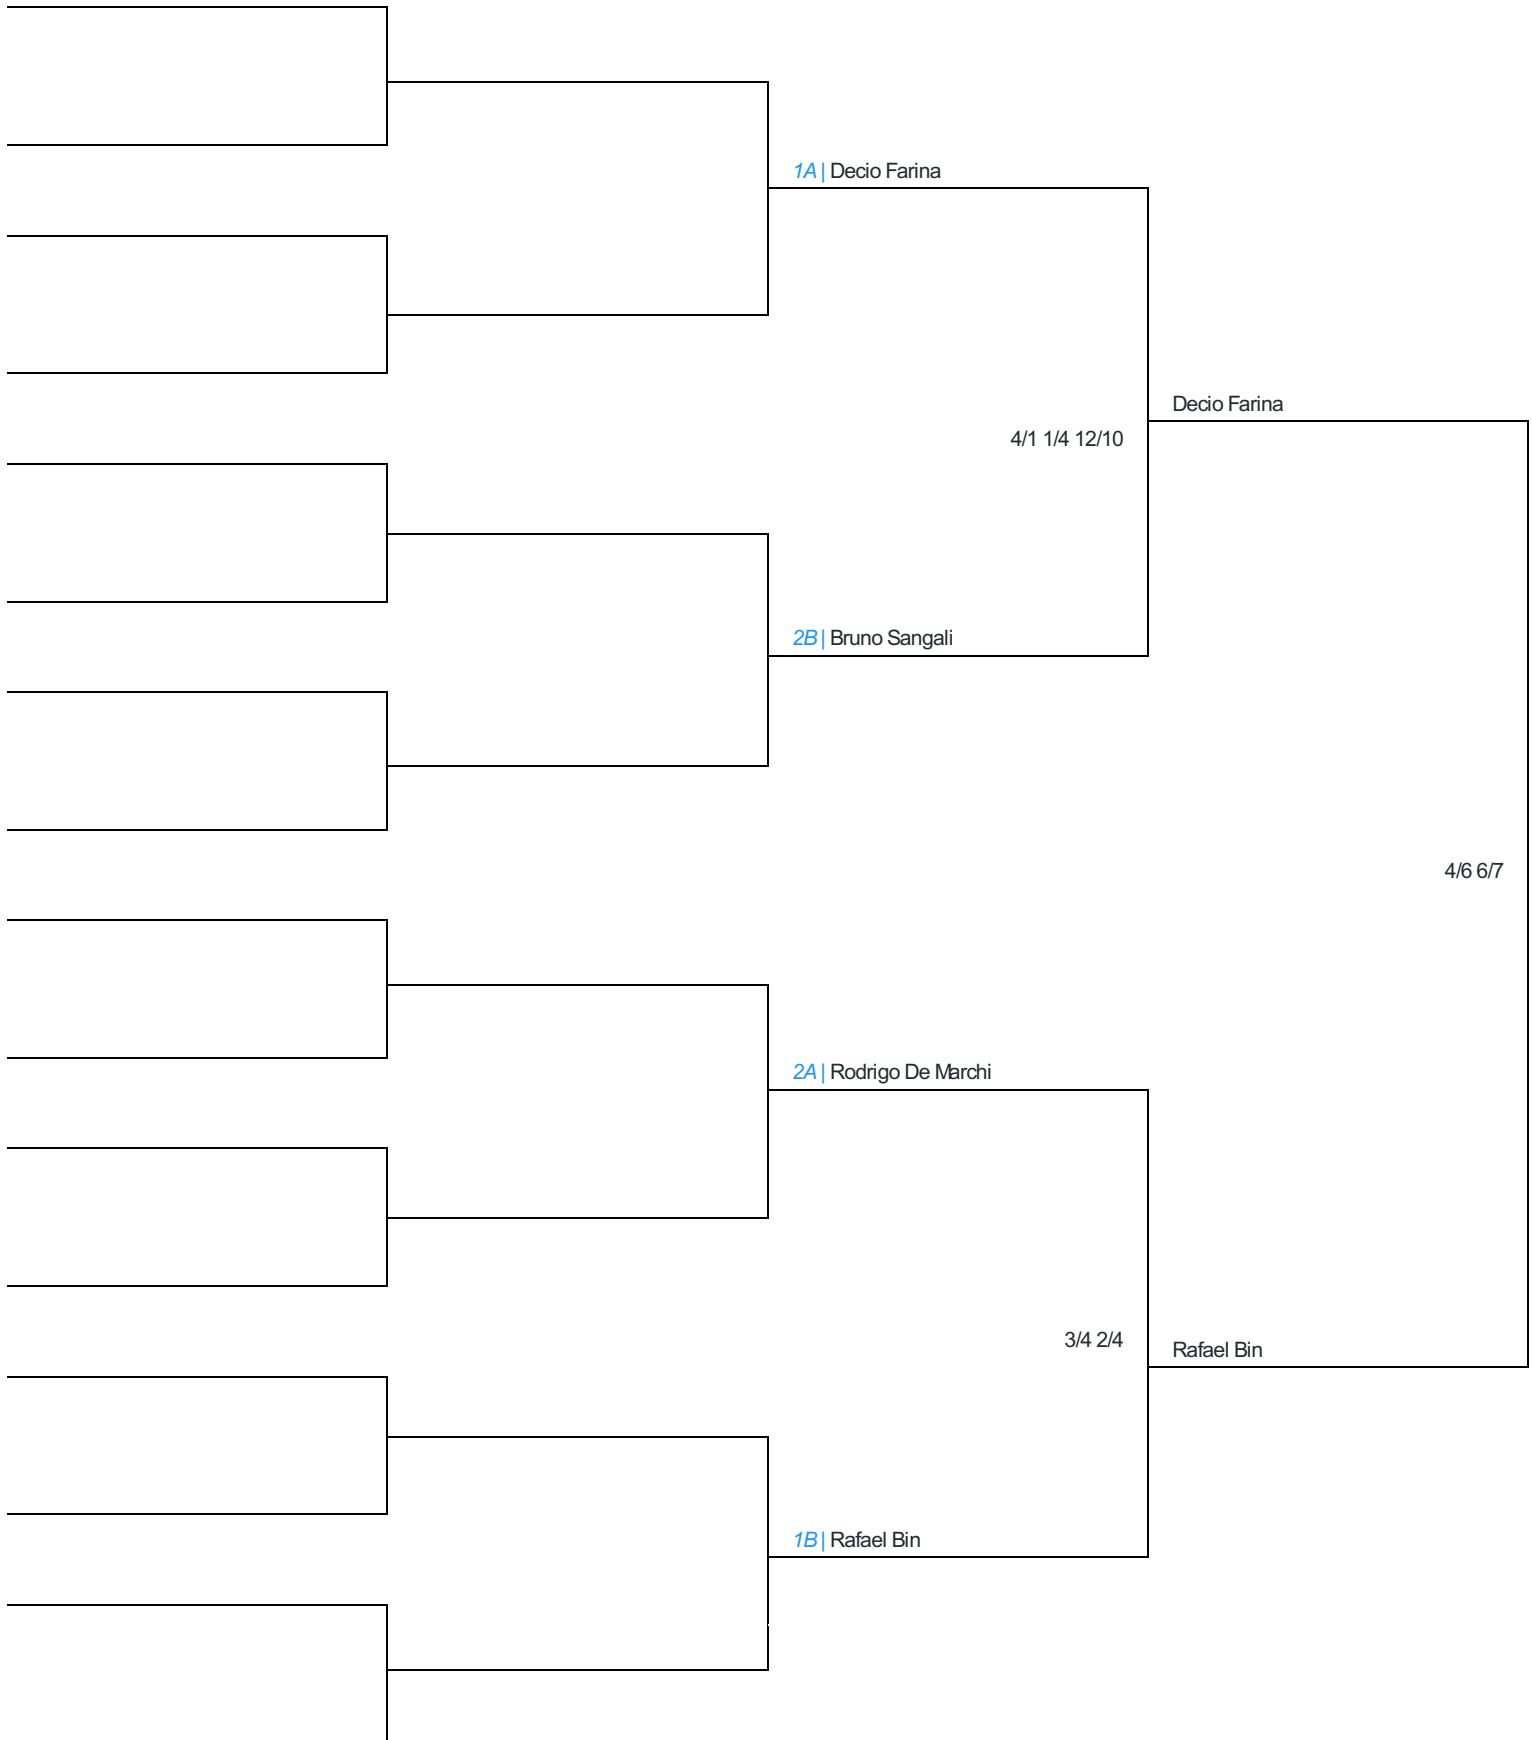 1A | Decio Farina
Decio Farina
4/1 1/4 12/10
2B | Bruno Sangali
4/6 6/7
2A | Rodrigo De Marchi
3/4 2/4
Rafael Bin
1B | Rafael Bin